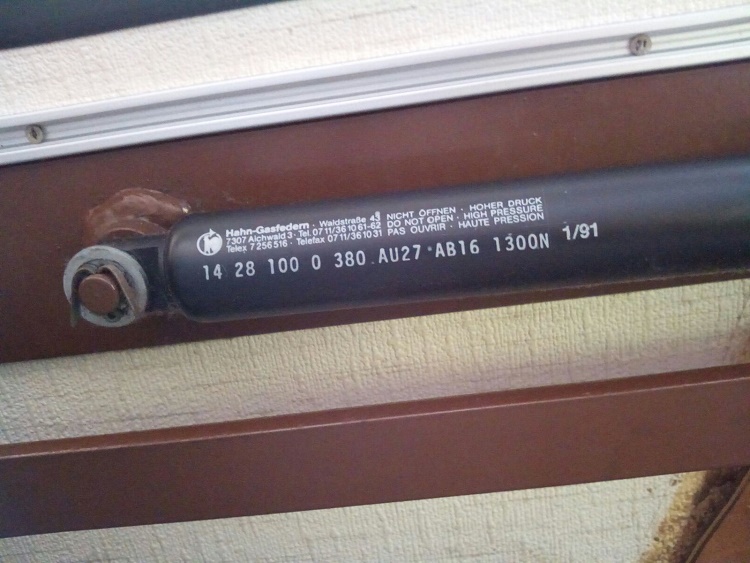 Hahn-Gasfedern · Waldstraße 43
7307 Aichwald 3 · Tel. 07 11/36 10 61-62
Telex 7 256 516 · Telefax 07 11/36 10 31
NICHT ÖFFNEN · HOHER DRUCK
DO NOT OPEN · HIGH PRESSURE
PAS OUVRIR · HAUTE PRESSION
14 28 100 0 380 AU27 AB16 1300N 1/91